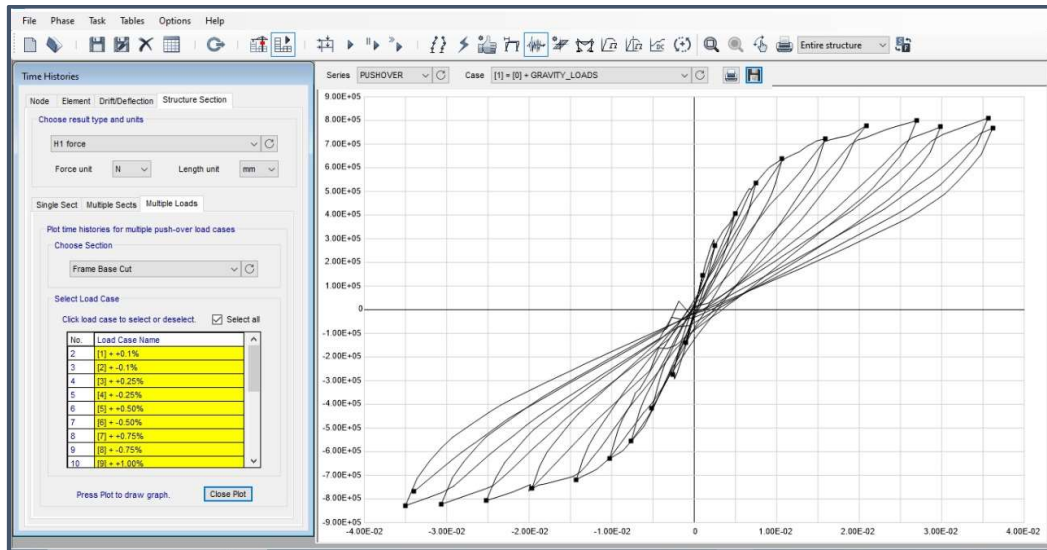 File Phase Task Tables Options Help
Entire structure
Time Histories
Series PUSHOVER Case [1] = [0] + GRAVITY_LOADS
Node Element Drift/Deflection Structure Section
Choose result type and units
H1 force
Force unit N Length unit mm
Single Sect Multiple Sects Multiple Loads
Plot time histories for multiple push-over load cases
Choose Section
Frame Base Cut
Select Load Case
Click load case to select or deselect. Select all
No. Load Case Name
2 [1] + +0.1%
3 [2] + -0.1%
4 [3] + +0.25%
5 [4] + -0.25%
6 [5] + +0.50%
7 [6] + -0.50%
8 [7] + +0.75%
9 [8] + -0.75%
10 [9] + +1.00%
Press Plot to draw graph. Close Plot
9.00E+05
8.00E+05
7.00E+05
6.00E+05
5.00E+05
4.00E+05
3.00E+05
2.00E+05
1.00E+05
0
-1.00E+05
-2.00E+05
-3.00E+05
-4.00E+05
-5.00E+05
-6.00E+05
-7.00E+05
-8.00E+05
-9.00E+05
-4.00E-02 -3.00E-02 -2.00E-02 -1.00E-02 0 1.00E-02 2.00E-02 3.00E-02 4.00E-02